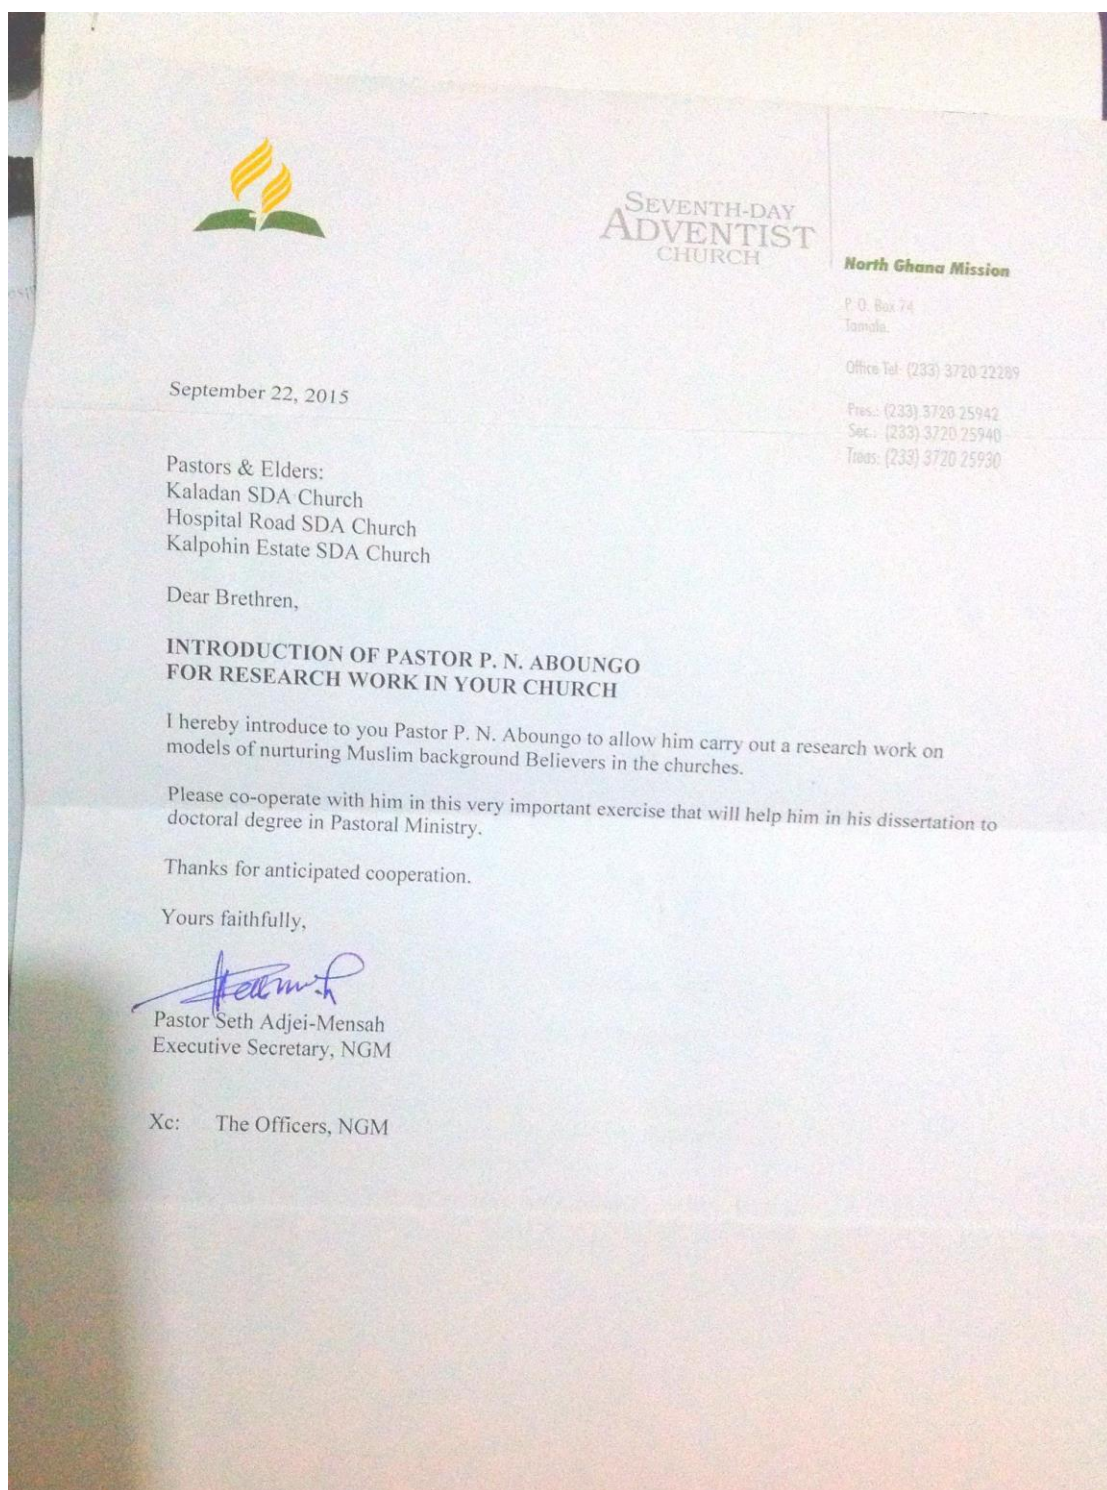 SEVENTH-DAY
ADVENTIST
CHURCH
North Ghana Mission
P. O. Box 74
Tamale.
Office Tel: (233) 3720 22289
Pres.: (233) 3720 25942
Sec.: (233) 3720 25940
Treas: (233) 3720 25930
September 22, 2015
Pastors & Elders:
Kaladan SDA Church
Hospital Road SDA Church
Kalpohin Estate SDA Church
Dear Brethren,
INTRODUCTION OF PASTOR P. N. ABOUNGO
FOR RESEARCH WORK IN YOUR CHURCH
I hereby introduce to you Pastor P. N. Aboungo to allow him carry out a research work on
models of nurturing Muslim background Believers in the churches.
Please co-operate with him in this very important exercise that will help him in his dissertation to
doctoral degree in Pastoral Ministry.
Thanks for anticipated cooperation.
Yours faithfully,
Pastor Seth Adjei-Mensah
Executive Secretary, NGM
Xc: The Officers, NGM